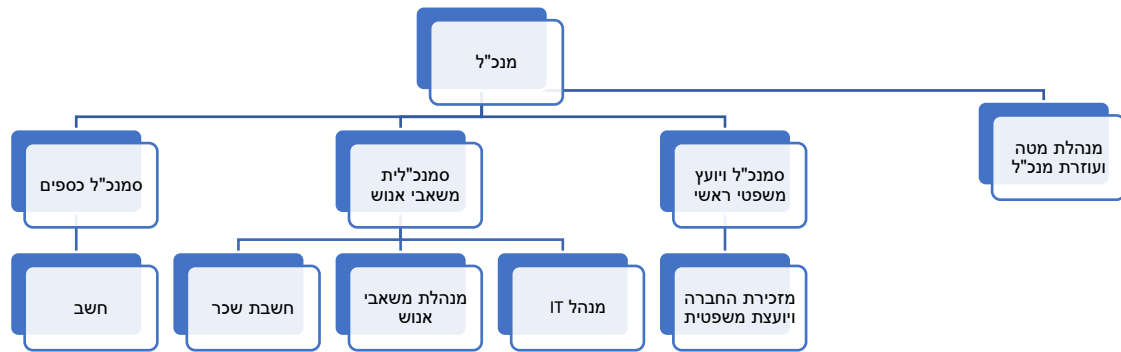 מנכ"ל
מנהלת מטה
ועוזרת מנכ"ל
סמנכ"ל ויועץ
משפטי ראשי
סמנכ"לית
משאבי אנוש
סמנכ"ל כספים
מזכירת החברה
ויועצת משפטית
מנהל IT
מנהלת משאבי
אנוש
חשבת שכר
חשב